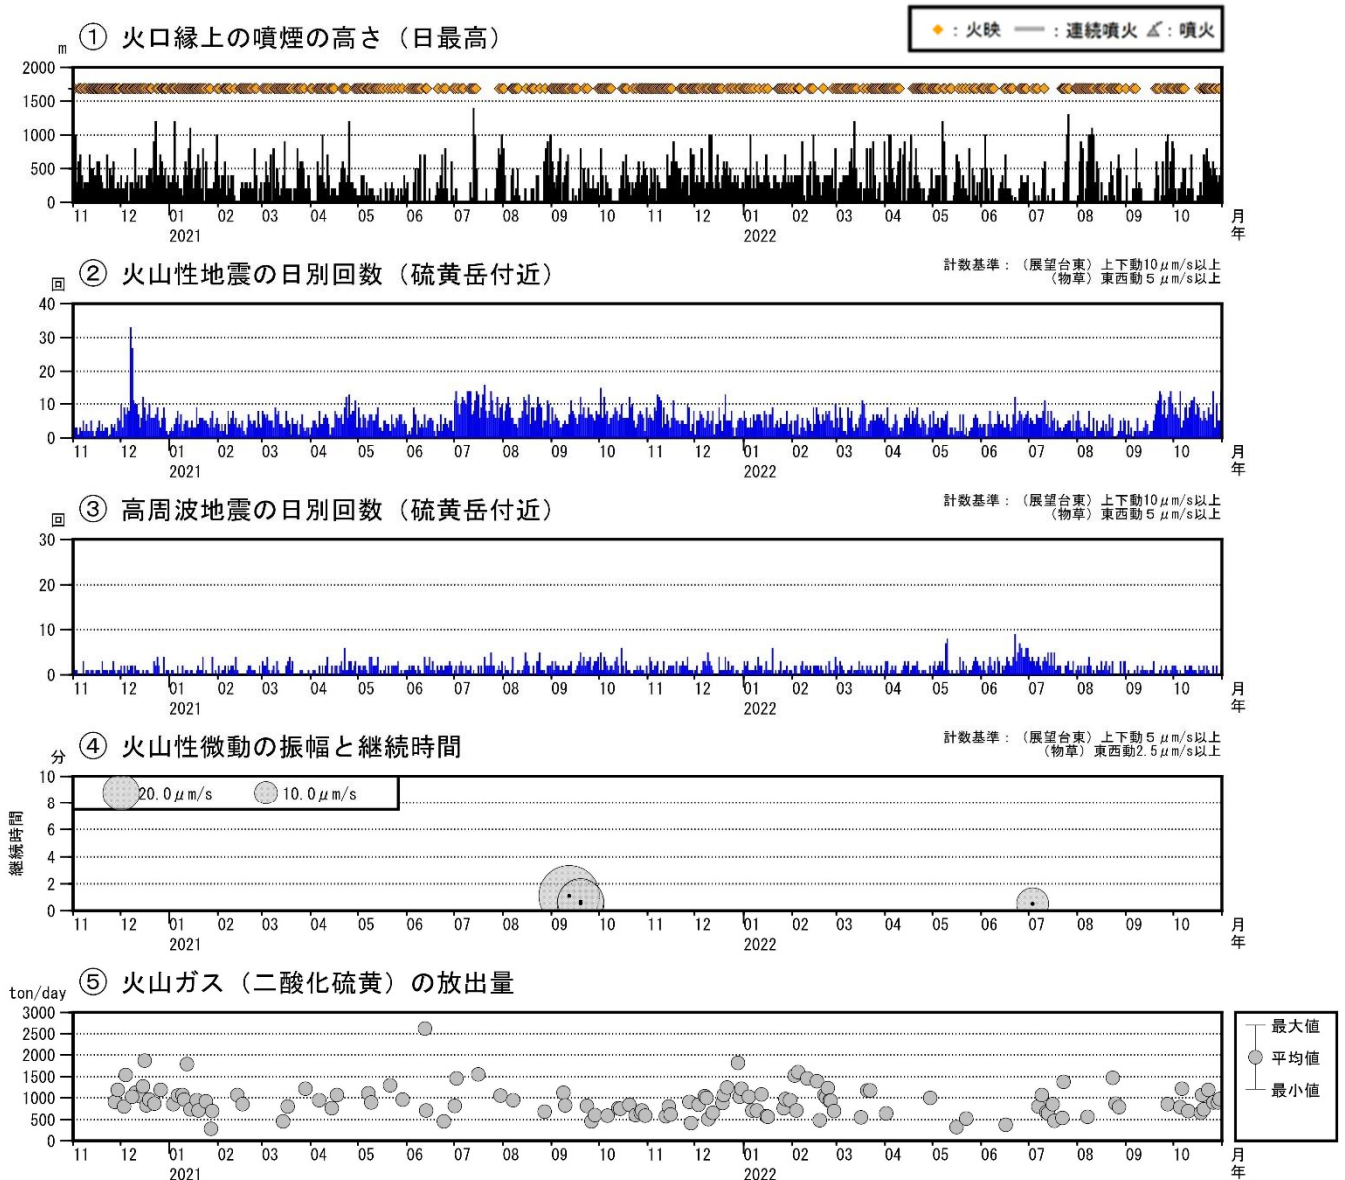 ◆：火映 ━━：連続噴火 ：噴火
① 火口縁上の噴煙の高さ（日最高）
m
2000
1500
1000
500
0
11 12 01 02 03 04 05 06 07 08 09 10 11 12 01 02 03 04 05 06 07 08 09 10 月
2021 2022 年
② 火山性地震の日別回数（硫黄岳付近）
計数基準：（展望台東）上下動10μm/s以上
（物草）東西動５μm/s以上
回
40
30
20
10
0
11 12 01 02 03 04 05 06 07 08 09 10 11 12 01 02 03 04 05 06 07 08 09 10 月
2021 2022 年
③ 高周波地震の日別回数（硫黄岳付近）
計数基準：（展望台東）上下動10μm/s以上
（物草）東西動５μm/s以上
回
30
20
10
0
11 12 01 02 03 04 05 06 07 08 09 10 11 12 01 02 03 04 05 06 07 08 09 10 月
2021 2022 年
④ 火山性微動の振幅と継続時間
計数基準：（展望台東）上下動５μm/s以上
（物草）東西動2.5μm/s以上
分
継続時間
10
8
6
4
2
0
20.0μm/s 10.0μm/s
11 12 01 02 03 04 05 06 07 08 09 10 11 12 01 02 03 04 05 06 07 08 09 10 月
2021 2022 年
⑤ 火山ガス（二酸化硫黄）の放出量
ton/day
3000
2500
2000
1500
1000
500
0
最大値
平均値
最小値
11 12 01 02 03 04 05 06 07 08 09 10 11 12 01 02 03 04 05 06 07 08 09 10 月
2021 2022 年